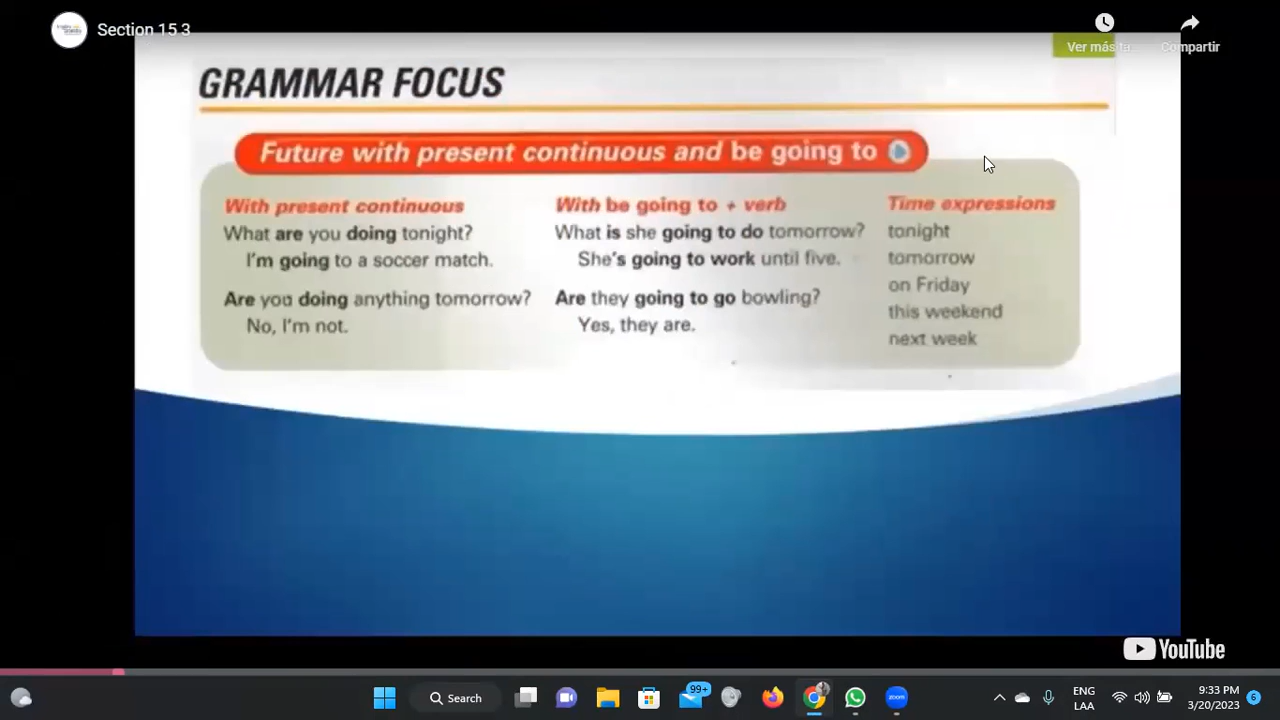 Section 15 3
Ver más ta...
Compartir
GRAMMAR FOCUS
Future with present continuous and be going to
With present continuous
What are you doing tonight?
I'm going to a soccer match.
Are you doing anything tomorrow?
No, I'm not.
With be going to + verb
What is she going to do tomorrow?
She's going to work until five.
Are they going to go bowling?
Yes, they are.
Time expressions
tonight
tomorrow
on Friday
this weekend
next week
YouTube
Search
99+
zoom
ENG
LAA
9:33 PM
3/20/2023
6